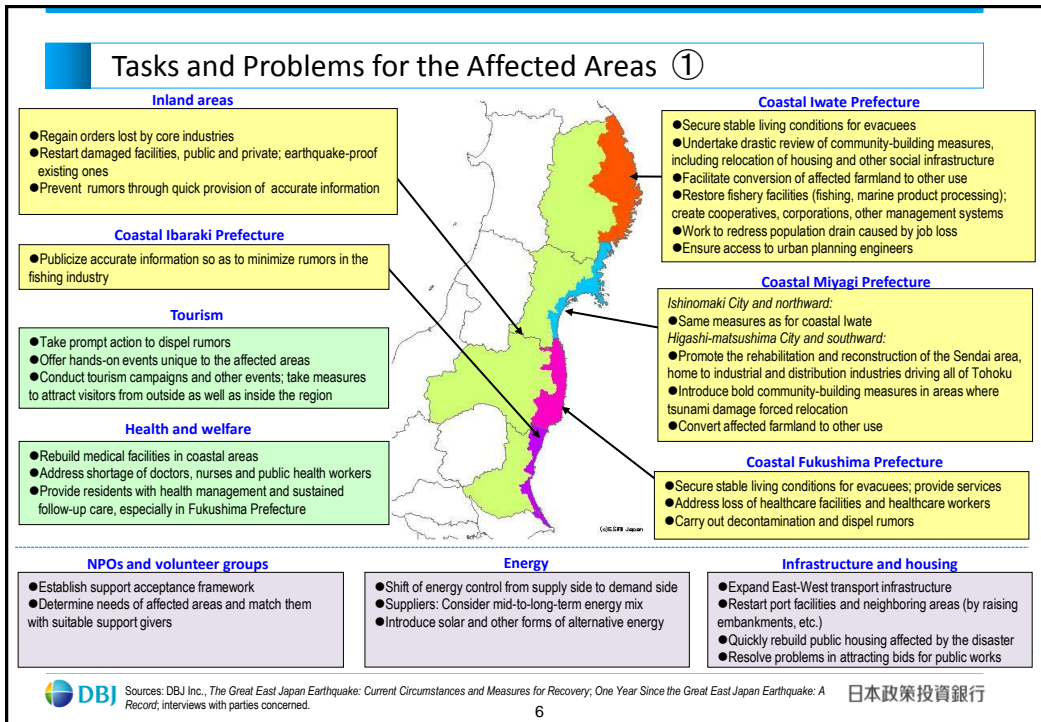 Tasks and Problems for the Affected Areas ①
Inland areas
●Regain orders lost by core industries
●Restart damaged facilities, public and private; earthquake-proof
existing ones
●Prevent rumors through quick provision of accurate information
Coastal Ibaraki Prefecture
●Publicize accurate information so as to minimize rumors in the
fishing industry
Tourism
●Take prompt action to dispel rumors
●Offer hands-on events unique to the affected areas
●Conduct tourism campaigns and other events; take measures
to attract visitors from outside as well as inside the region
Health and welfare
●Rebuild medical facilities in coastal areas
●Address shortage of doctors, nurses and public health workers
●Provide residents with health management and sustained
follow-up care, especially in Fukushima Prefecture
Coastal Iwate Prefecture
●Secure stable living conditions for evacuees
●Undertake drastic review of community-building measures,
including relocation of housing and other social infrastructure
●Facilitate conversion of affected farmland to other use
●Restore fishery facilities (fishing, marine product processing);
create cooperatives, corporations, other management systems
●Work to redress population drain caused by job loss
●Ensure access to urban planning engineers
Coastal Miyagi Prefecture
Ishinomaki City and northward:
●Same measures as for coastal Iwate
Higashi-matsushima City and southward:
●Promote the rehabilitation and reconstruction of the Sendai area,
home to industrial and distribution industries driving all of Tohoku
●Introduce bold community-building measures in areas where
tsunami damage forced relocation
●Convert affected farmland to other use
Coastal Fukushima Prefecture
●Secure stable living conditions for evacuees; provide services
●Address loss of healthcare facilities and healthcare workers
●Carry out decontamination and dispel rumors
(c)ESRI Japan
NPOs and volunteer groups
●Establish support acceptance framework
●Determine needs of affected areas and match them
with suitable support givers
Energy
●Shift of energy control from supply side to demand side
●Suppliers: Consider mid-to-long-term energy mix
●Introduce solar and other forms of alternative energy
Infrastructure and housing
●Expand East-West transport infrastructure
●Restart port facilities and neighboring areas (by raising
embankments, etc.)
●Quickly rebuild public housing affected by the disaster
●Resolve problems in attracting bids for public works
DBJ
Sources: DBJ Inc., The Great East Japan Earthquake: Current Circumstances and Measures for Recovery; One Year Since the Great East Japan Earthquake: A
Record; interviews with parties concerned.
日本政策投資銀行
6